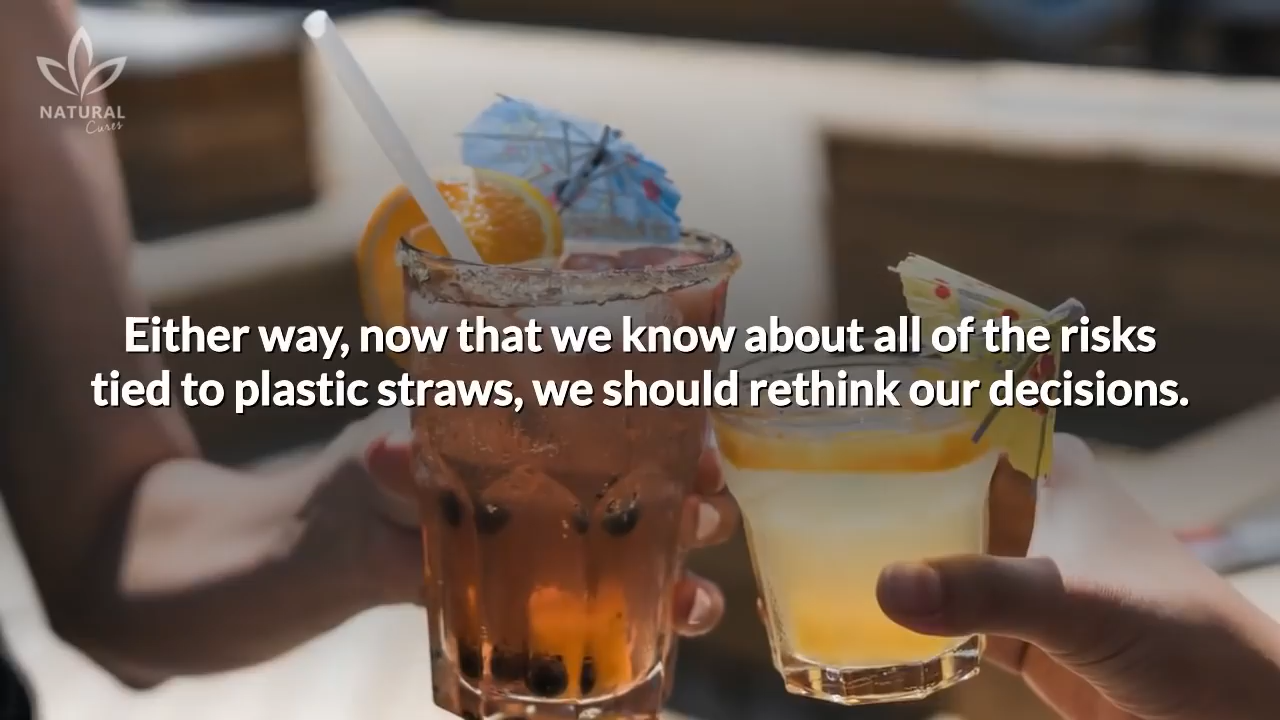 NATURAL
Cures
Either way, now that we know about all of the risks
tied to plastic straws, we should rethink our decisions.